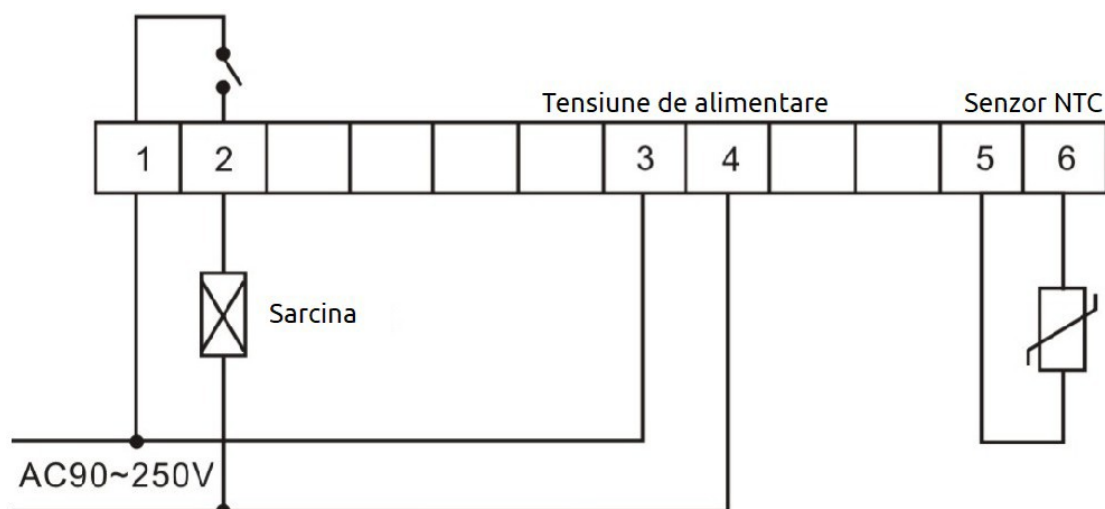 Tensiune de alimentare
Senzor NTC
1 2 3 4 5 6
Sarcina
AC90~250V